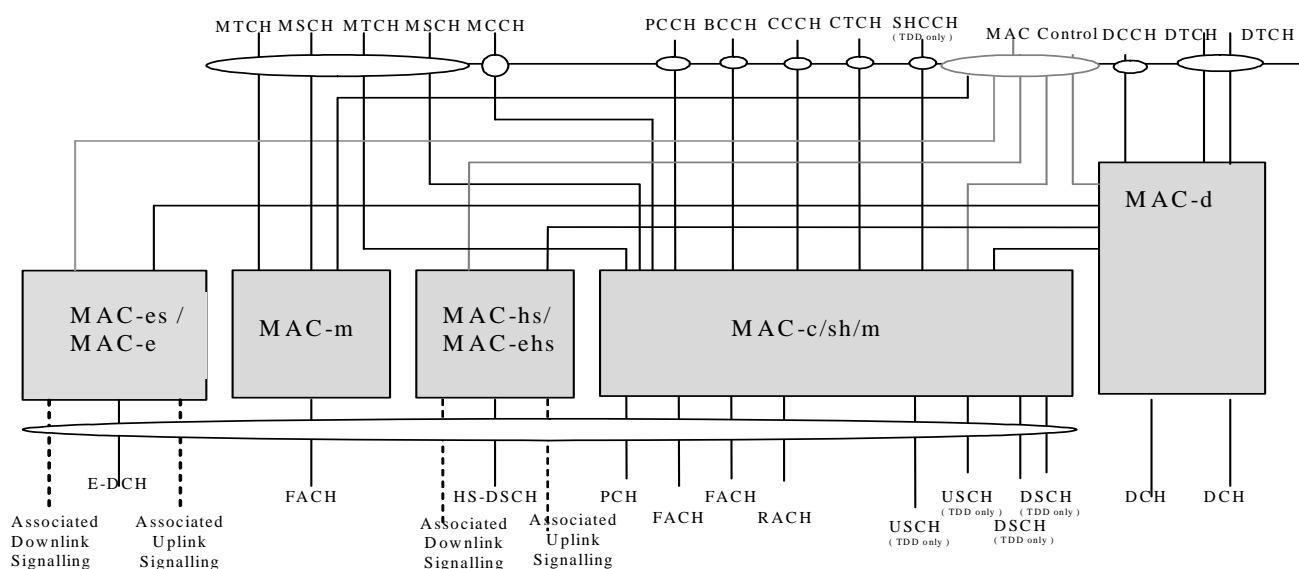 MTCH MSCH MTCH MSCH MCCH PCCH BCCH CCCH CTCH SHCCH MAC Control DCCH DTCH DTCH
( TDD only )
MAC-d
MAC-es /
MAC-e
MAC-m
MAC-hs/
MAC-ehs
MAC-c/sh/m
E-DCH
FACH
HS-DSCH
PCH
FACH
FACH
RACH
USCH
( TDD only )
USCH
( TDD only )
DSCH
( TDD only )
DSCH
( TDD only )
DCH
DCH
Associated
Downlink
Signalling
Associated
Uplink
Signalling
Associated
Downlink
Signalling
Associated
Uplink
Signalling